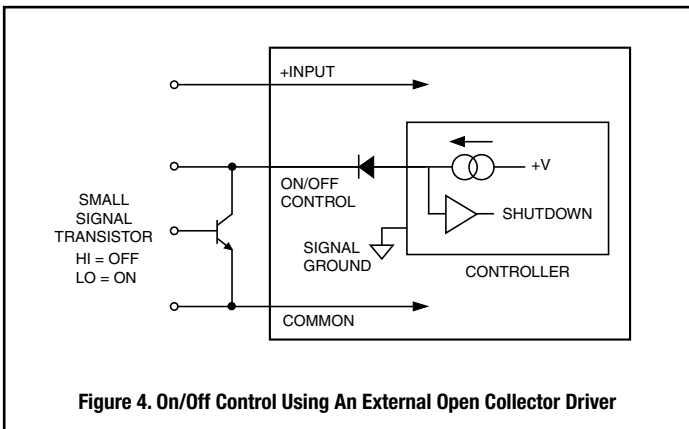 +INPUT
ON/OFF
CONTROL
+V
SHUTDOWN
SMALL
SIGNAL
TRANSISTOR
HI = OFF
LO = ON
SIGNAL
GROUND
CONTROLLER
COMMON
Figure 4. On/Off Control Using An External Open Collector Driver